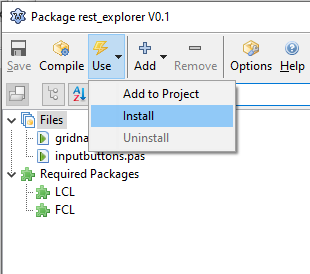 Package rest_explorer V0.1
Save Compile Use Add Remove Options Help
Add to Project
Install
Uninstall
Files
inputbuttons.pas
Required Packages
LCL
FCL